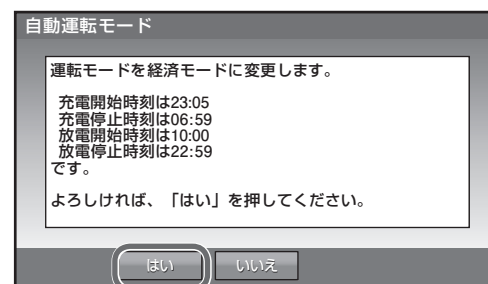 自動運転モード
運転モードを経済モードに変更します。
充電開始時刻は23:05
充電停止時刻は06:59
放電開始時刻は10:00
放電停止時刻は22:59
です。
よろしければ、「はい」を押してください。
はい いいえ